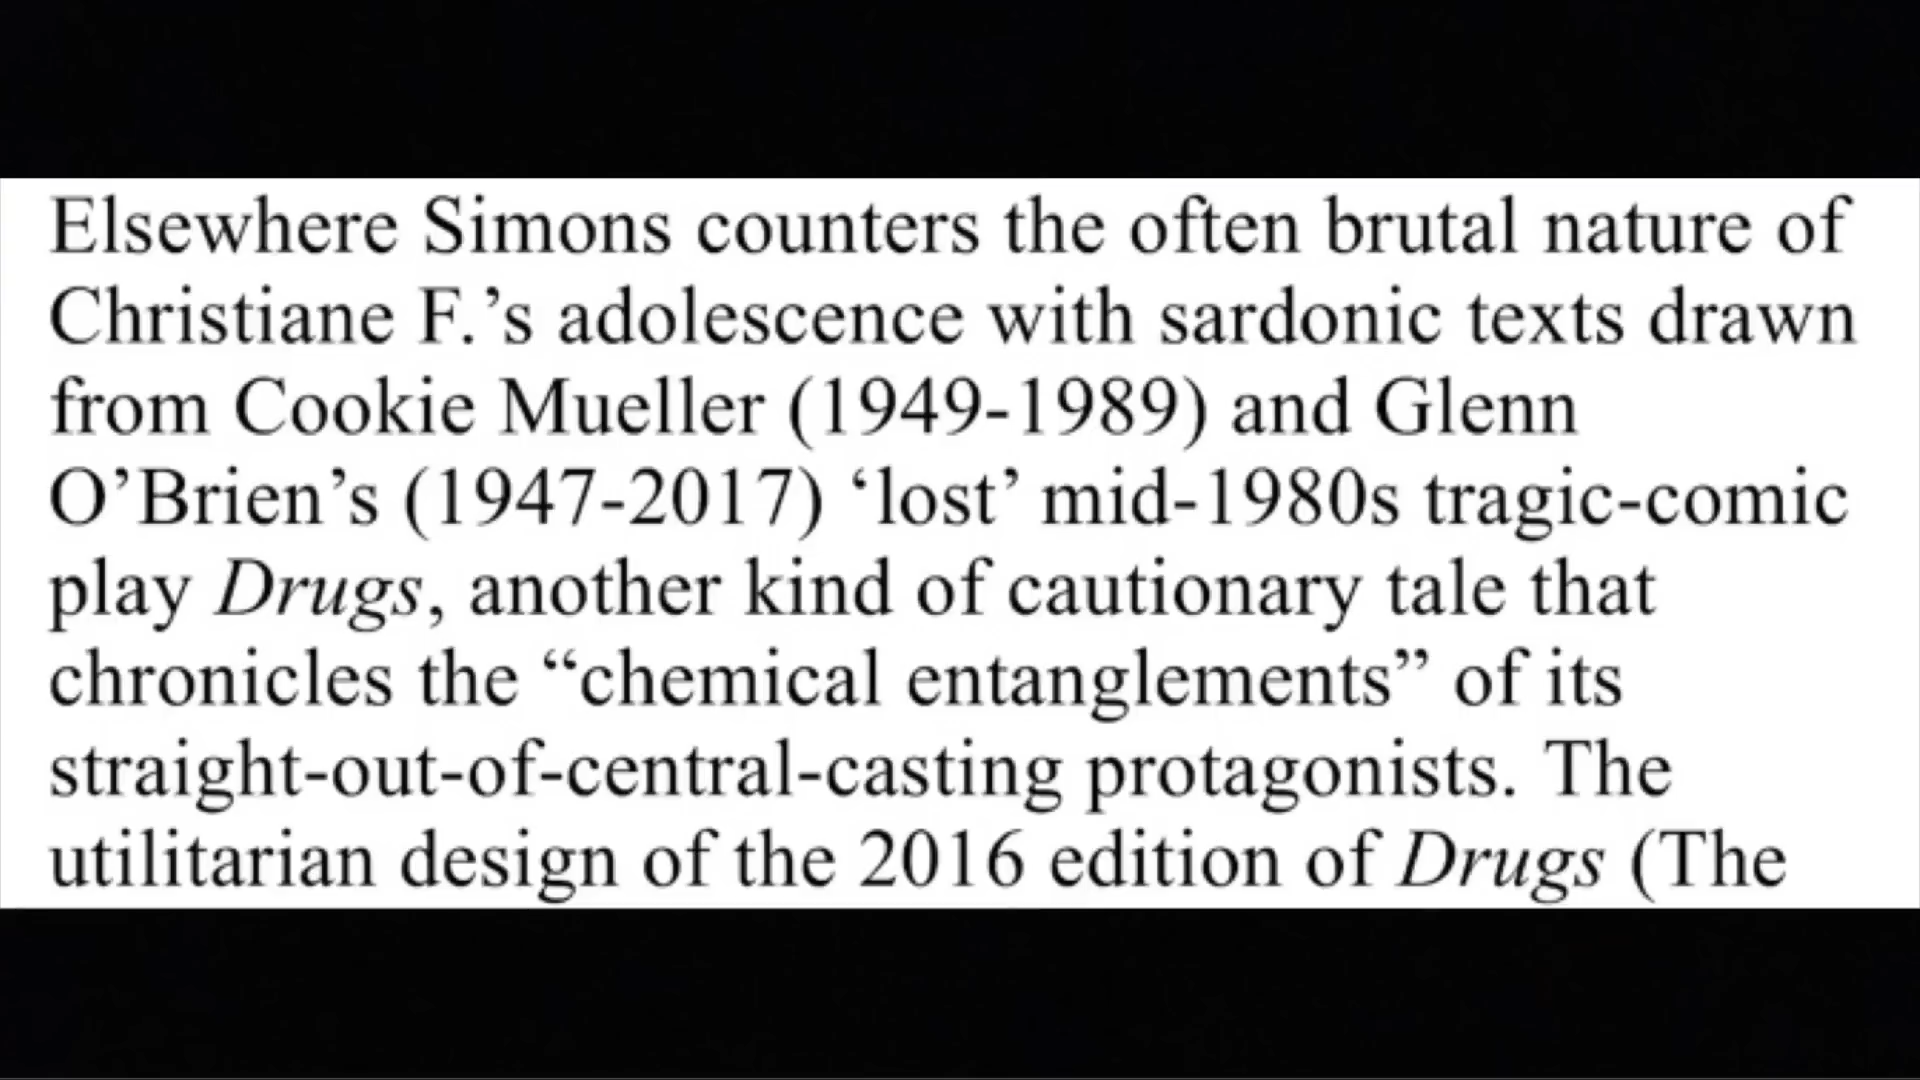 Elsewhere Simons counters the often brutal nature of
Christiane F.’s adolescence with sardonic texts drawn
from Cookie Mueller (1949-1989) and Glenn
O’Brien’s (1947-2017) ‘lost’ mid-1980s tragic-comic
play Drugs, another kind of cautionary tale that
chronicles the “chemical entanglements” of its
straight-out-of-central-casting protagonists. The
utilitarian design of the 2016 edition of Drugs (The